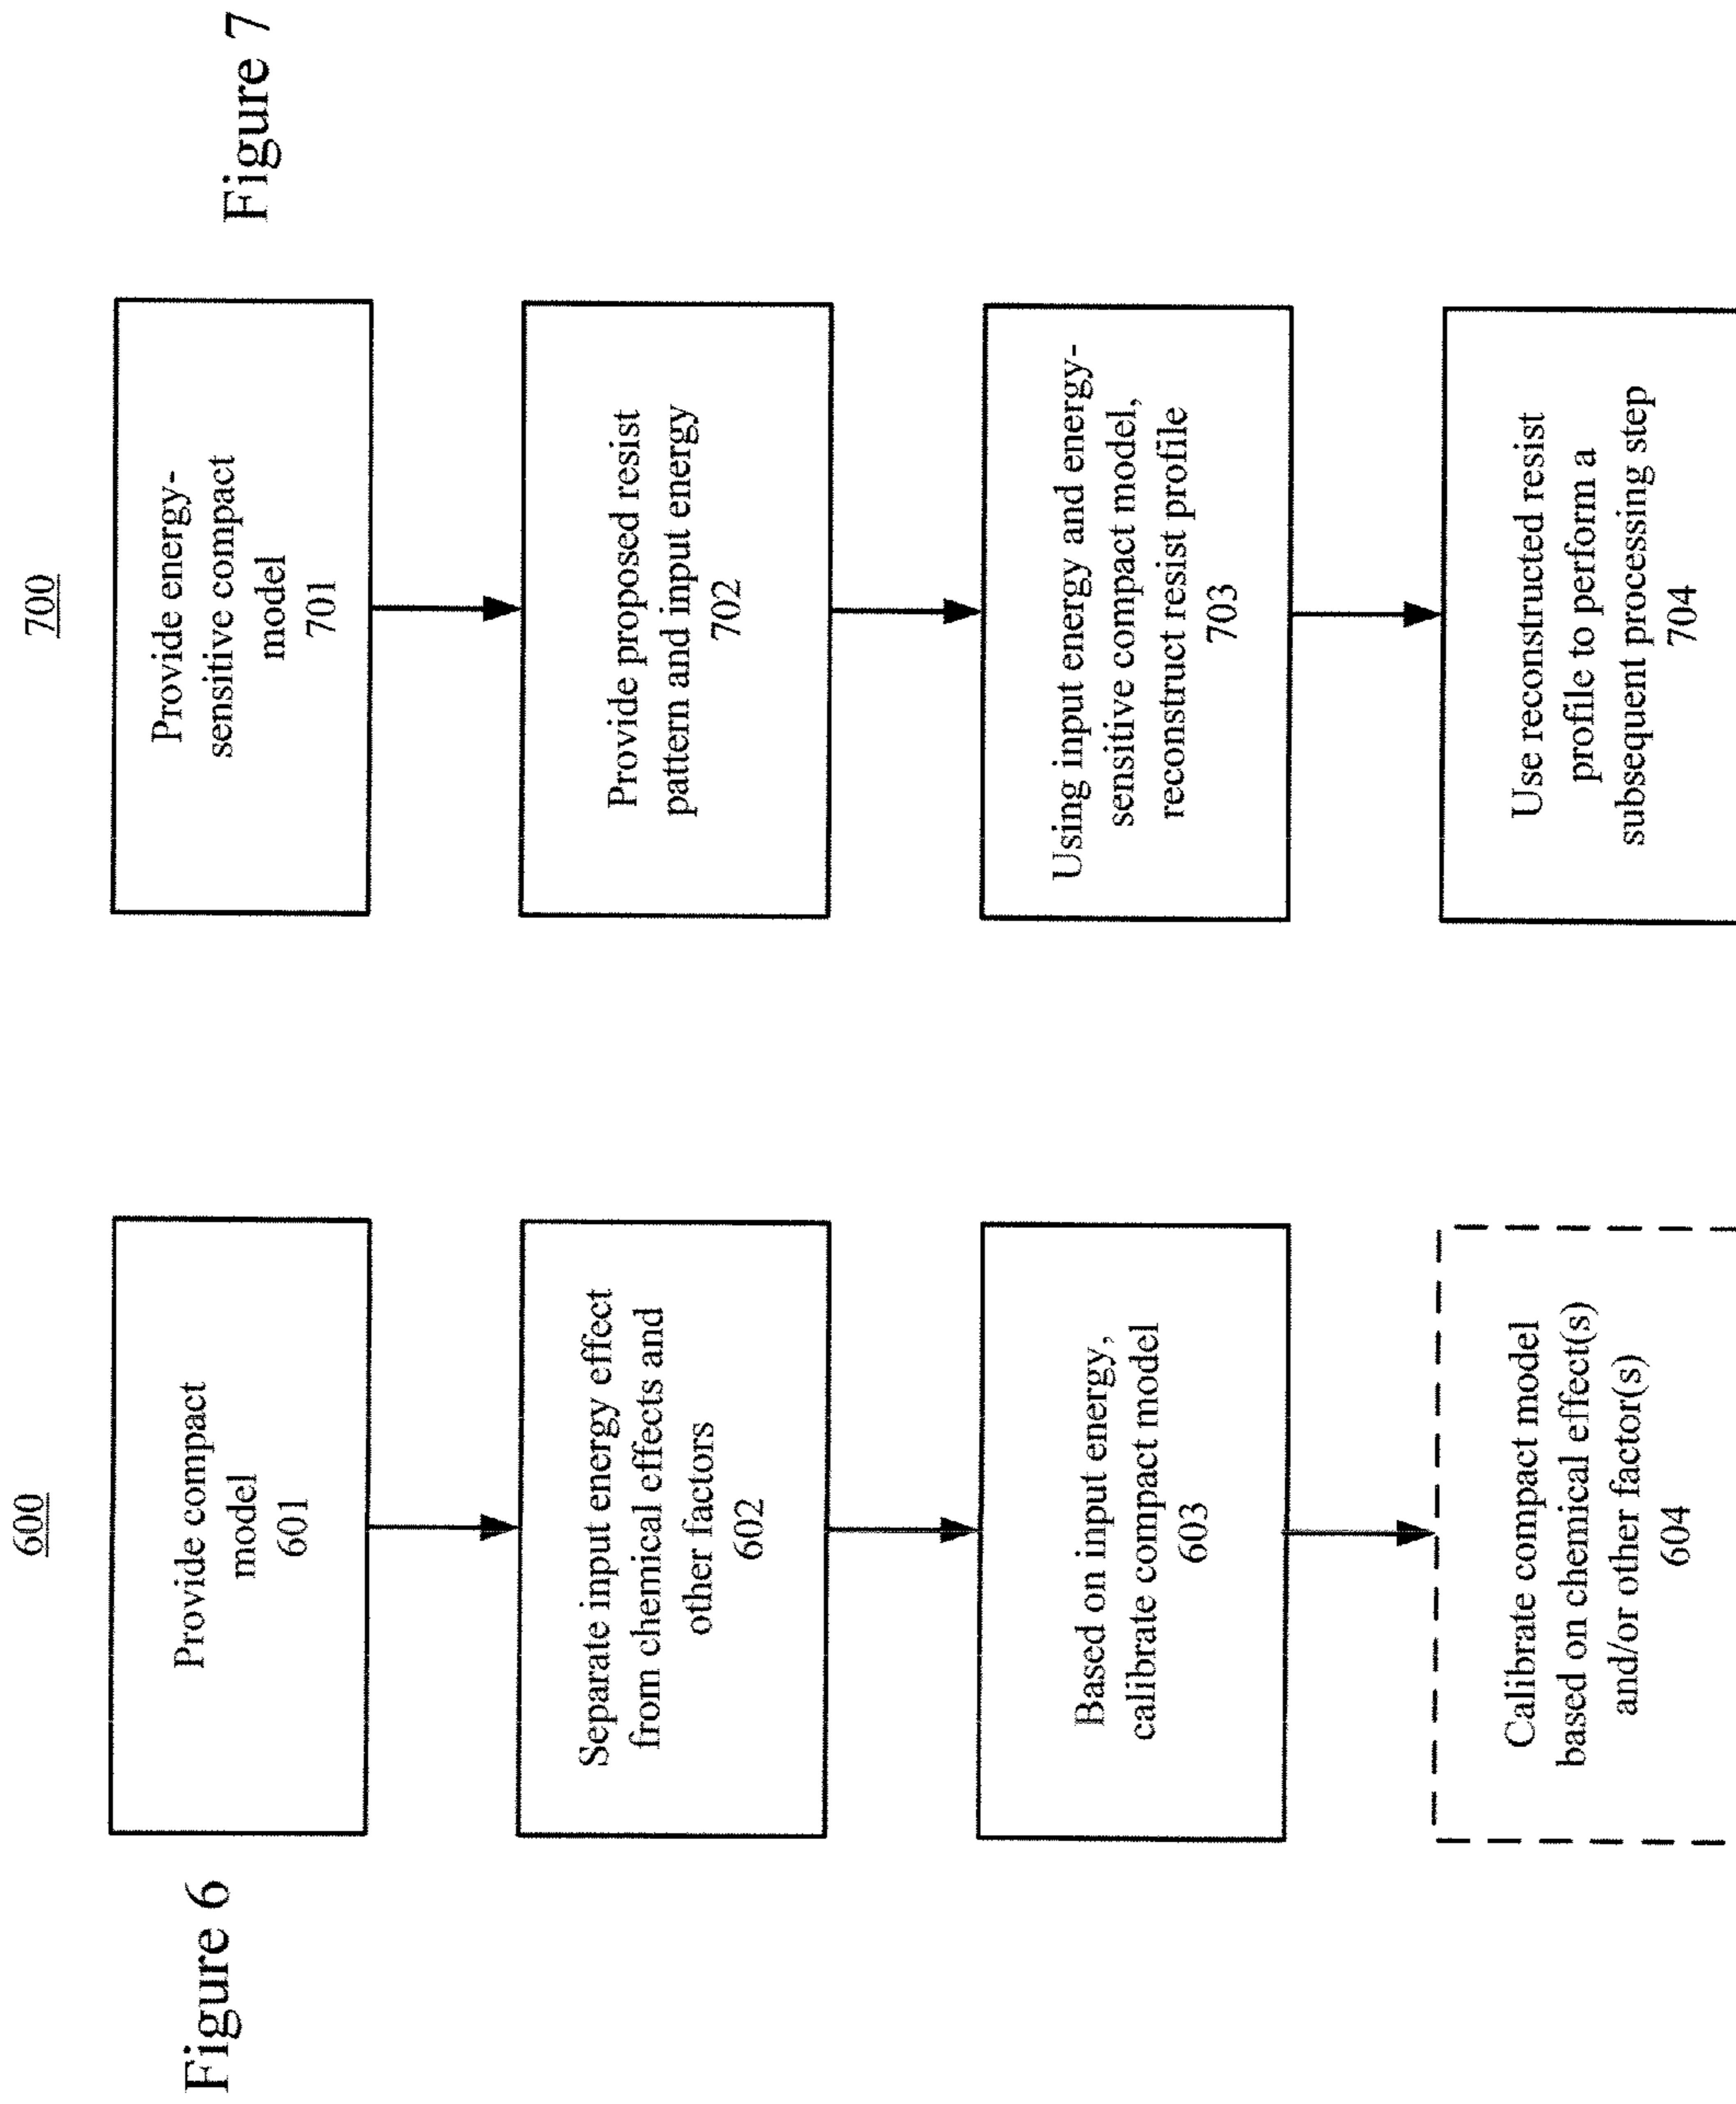 Figure 6
600
Provide compact
model
601
Separate input energy effect
from chemical effects and
other factors
602
Based on input energy,
calibrate compact model
603
Calibrate compact model
based on chemical effect(s)
and/or other factor(s)
604
Figure 7
700
Provide energy-
sensitive compact
model
701
Provide proposed resist
pattern and input energy
702
Using input energy and energy-
sensitive compact model,
reconstruct resist profile
703
Use reconstructed resist
profile to perform a
subsequent processing step
704